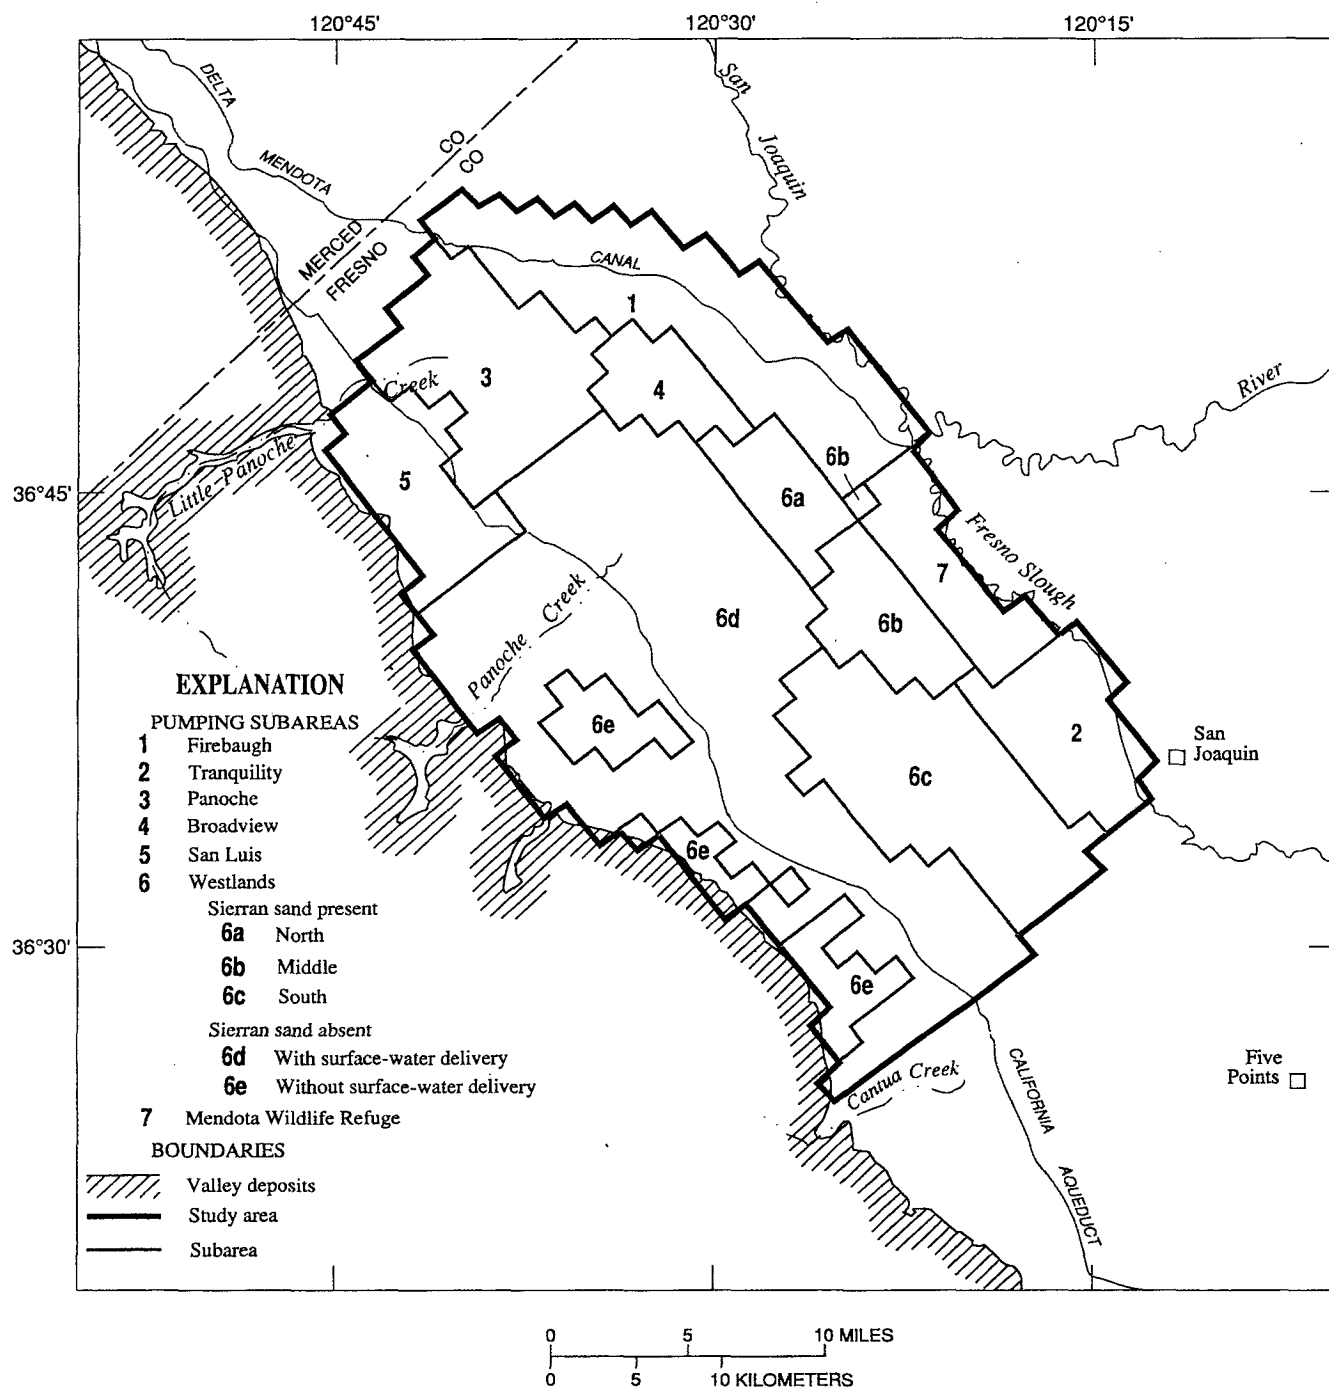 120°45'
120°30'
120°15'
36°45'
36°30'
DELTA
MENDOTA
CANAL
CO
CO
MERCED
FRESNO
San
Joaquin
River
Creek
Little Panoche
Panoche Creek
Fresno Slough
1
3
4
5
6a
6b
6b
7
6d
6e
2
6c
6e
6e
San
Joaquin
Five
Points
Cantua Creek
CALIFORNIA
AQUEDUCT
EXPLANATION
PUMPING SUBAREAS
1 Firebaugh
2 Tranquility
3 Panoche
4 Broadview
5 San Luis
6 Westlands
Sierran sand present
6a North
6b Middle
6c South
Sierran sand absent
6d With surface-water delivery
6e Without surface-water delivery
7 Mendota Wildlife Refuge
BOUNDARIES
Valley deposits
Study area
Subarea
0 5 10 MILES
0 5 10 KILOMETERS